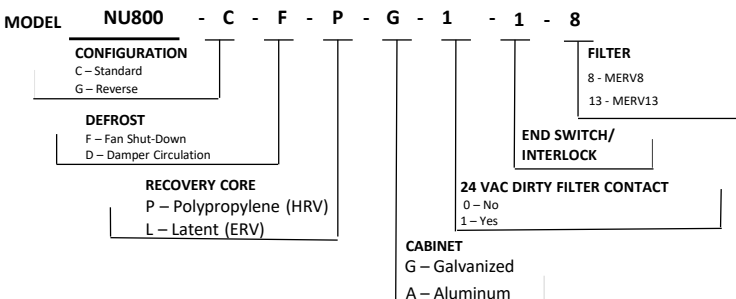 MODEL NU800 - C - F - P - G - 1 - 1 - 8
CONFIGURATION
C – Standard
G – Reverse
FILTER
8 - MERV8
13 - MERV13
DEFROST
F – Fan Shut-Down
D – Damper Circulation
END SWITCH/
INTERLOCK
RECOVERY CORE
P – Polypropylene (HRV)
L – Latent (ERV)
24 VAC DIRTY FILTER CONTACT
0 – No
1 – Yes
CABINET
G – Galvanized
A – Aluminum